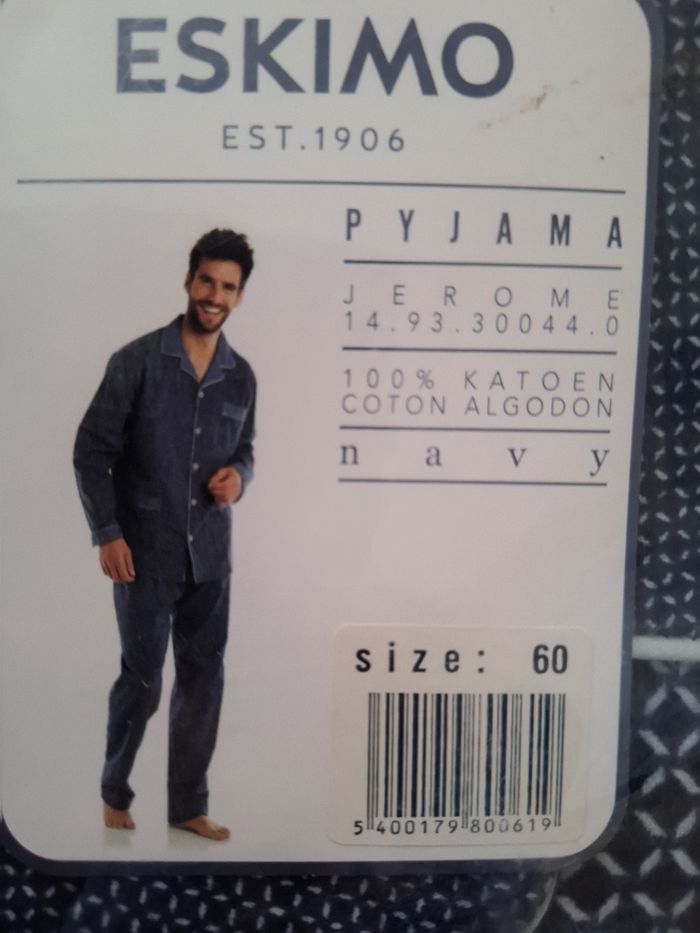 ESKIMO
EST.1906
PYJAMA
JEROME
14.93.30044.0
100% KATOEN
COTON ALGODON
navy
size: 60
5 400179 800619